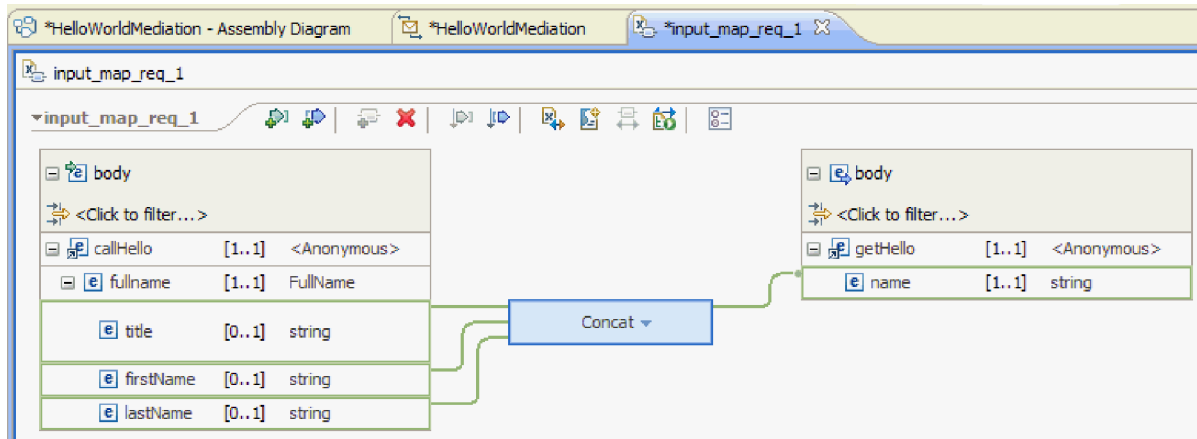 *HelloWorldMediation - Assembly Diagram *HelloWorldMediation *input_map_req_1
input_map_req_1
input_map_req_1
body
<Click to filter...>
callHello [1..1] <Anonymous>
fullname [1..1] FullName
title [0..1] string
firstName [0..1] string
lastName [0..1] string
Concat
body
<Click to filter...>
getHello [1..1] <Anonymous>
name [1..1] string